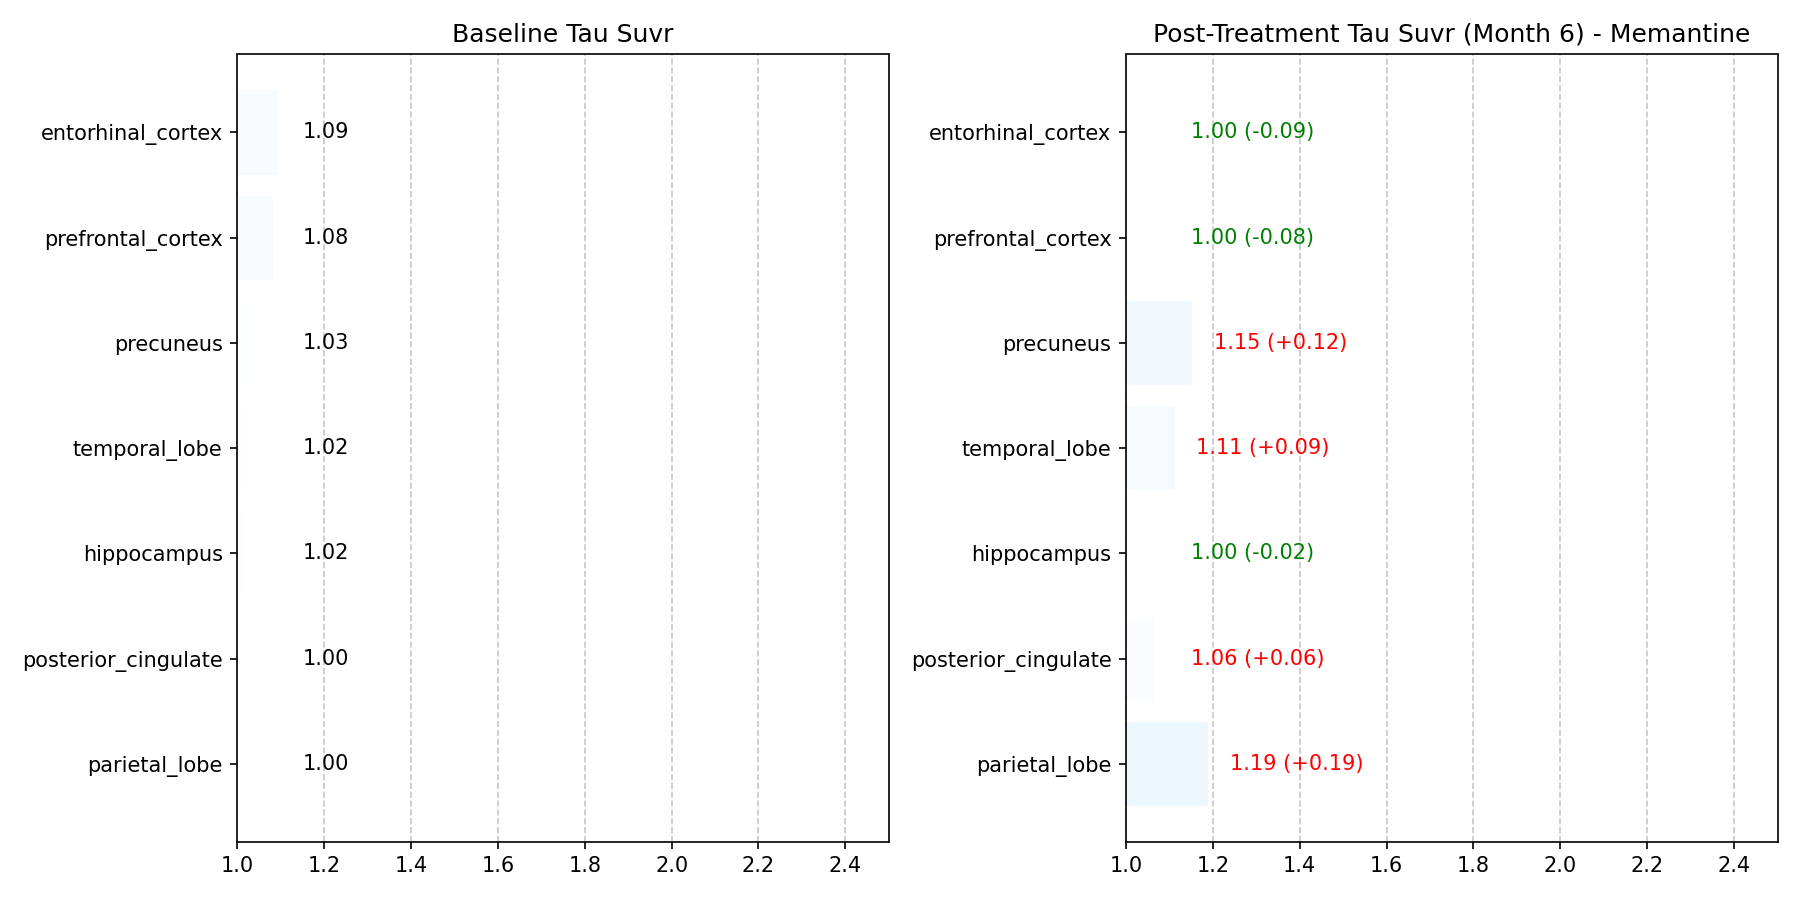 Baseline Tau Suvr
entorhinal_cortex 1.09
prefrontal_cortex 1.08
precuneus 1.03
temporal_lobe 1.02
hippocampus 1.02
posterior_cingulate 1.00
parietal_lobe 1.00
1.0 1.2 1.4 1.6 1.8 2.0 2.2 2.4
Post-Treatment Tau Suvr (Month 6) - Memantine
entorhinal_cortex 1.00 (-0.09)
prefrontal_cortex 1.00 (-0.08)
precuneus 1.15 (+0.12)
temporal_lobe 1.11 (+0.09)
hippocampus 1.00 (-0.02)
posterior_cingulate 1.06 (+0.06)
parietal_lobe 1.19 (+0.19)
1.0 1.2 1.4 1.6 1.8 2.0 2.2 2.4